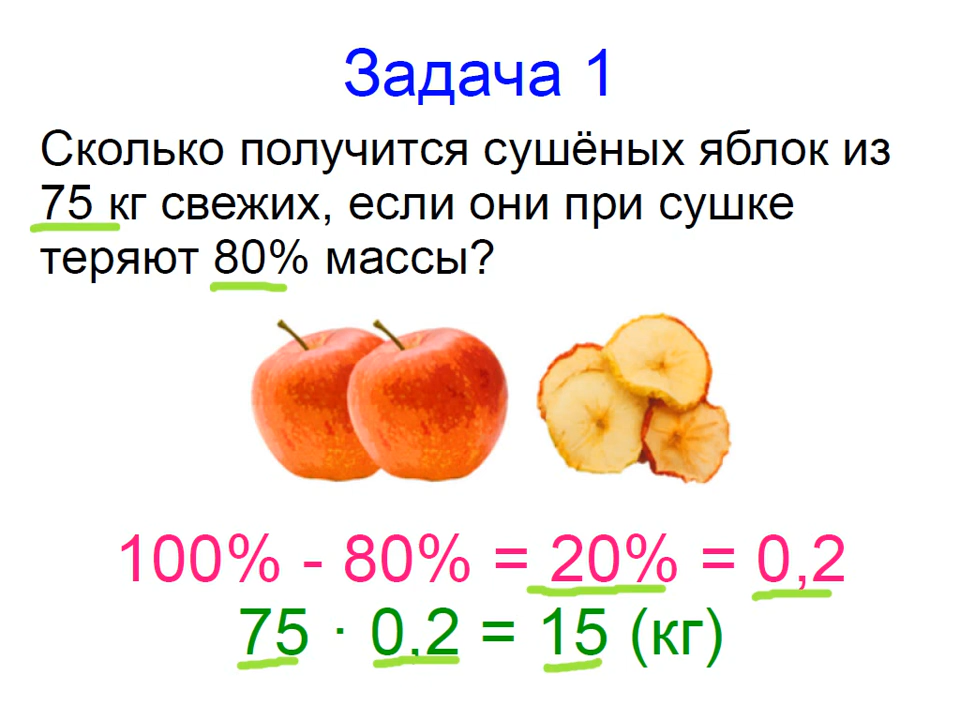 Задача 1
Сколько получится сушёных яблок из
75 кг свежих, если они при сушке
теряют 80% массы?
100% - 80% = 20% = 0,2
75 · 0,2 = 15 (кг)